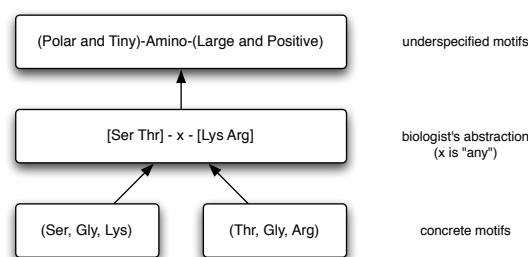 (Polar and Tiny)-Amino-(Large and Positive)
underspecified motifs
[Ser Thr] - x - [Lys Arg]
biologist's abstraction
(x is "any")
(Ser, Gly, Lys)
(Thr, Gly, Arg)
concrete motifs